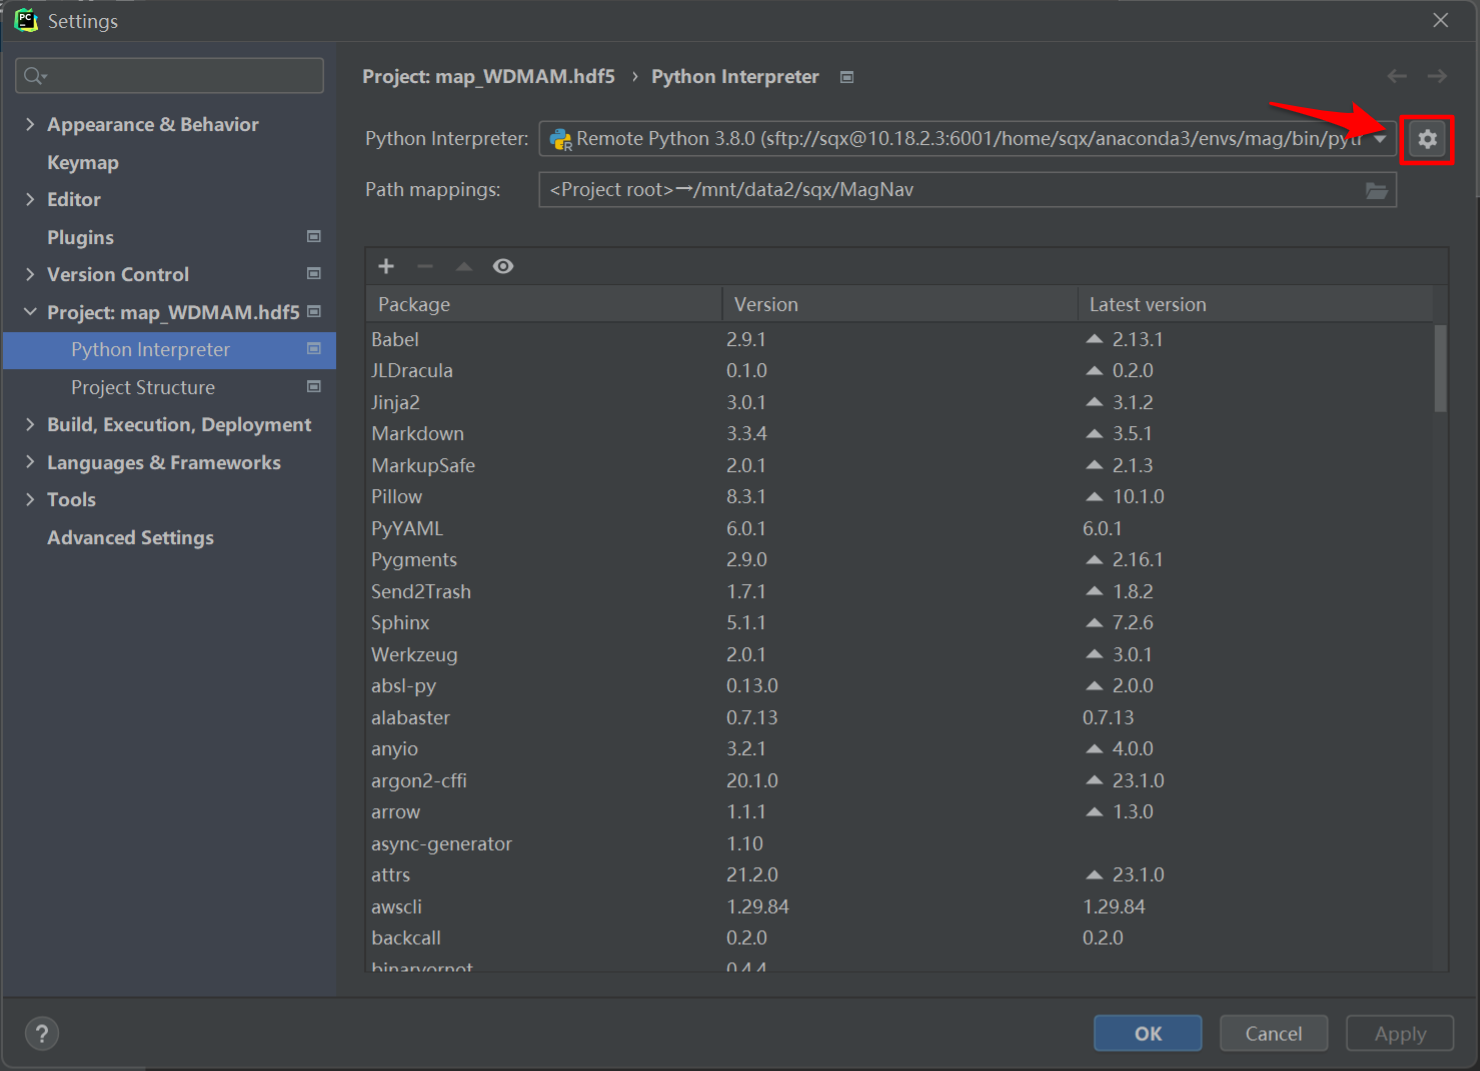 PC Settings
Project: map_WDMAM.hdf5 › Python Interpreter
Appearance & Behavior
Keymap
Editor
Plugins
Version Control
Project: map_WDMAM.hdf5
Python Interpreter
Project Structure
Build, Execution, Deployment
Languages & Frameworks
Tools
Advanced Settings
Python Interpreter: Remote Python 3.8.0 (sftp://sqx@10.18.2.3:6001/home/sqx/anaconda3/envs/mag/bin/
Path mappings: <Project root>→/mnt/data2/sqx/MagNav
Package Version Latest version
Babel 2.9.1 2.13.1
JLDracula 0.1.0 0.2.0
Jinja2 3.0.1 3.1.2
Markdown 3.3.4 3.5.1
MarkupSafe 2.0.1 2.1.3
Pillow 8.3.1 10.1.0
PyYAML 6.0.1 6.0.1
Pygments 2.9.0 2.16.1
Send2Trash 1.7.1 1.8.2
Sphinx 5.1.1 7.2.6
Werkzeug 2.0.1 3.0.1
absl-py 0.13.0 2.0.0
alabaster 0.7.13 0.7.13
anyio 3.2.1 4.0.0
argon2-cffi 20.1.0 23.1.0
arrow 1.1.1 1.3.0
async-generator 1.10
attrs 21.2.0 23.1.0
awscli 1.29.84 1.29.84
backcall 0.2.0 0.2.0
binaryornot 0.4.4
? OK Cancel Apply